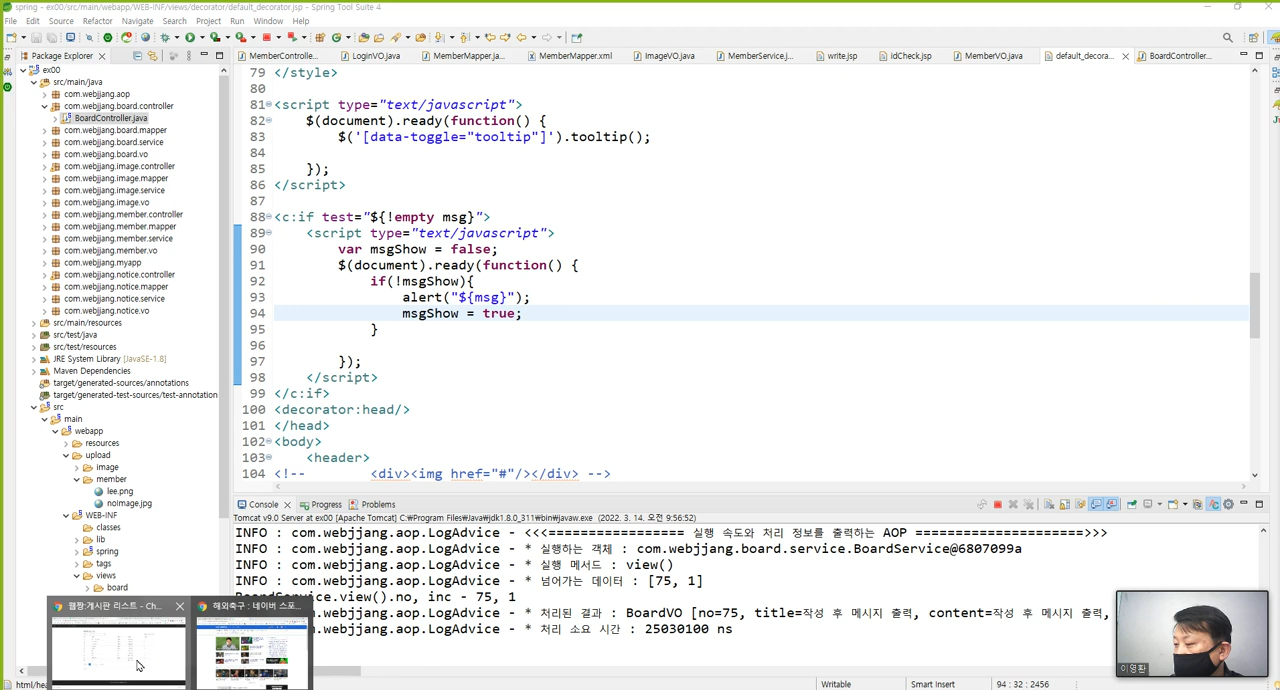 spring - ex00/src/main/webapp/WEB-INF/views/decorator/default_decorator.jsp - Spring Tool Suite 4
File Edit Source Refactor Navigate Search Project Run Window Help
Package Explorer
MemberControlle...
LoginVO.java
MemberMapper.ja...
MemberMapper.xml
ImageVO.java
MemberService.j...
write.jsp
idCheck.jsp
MemberVO.java
default_decora...
BoardController...
ex00
src/main/java
com.webjjang.aop
com.webjjang.board.controller
BoardController.java
com.webjjang.board.mapper
com.webjjang.board.service
com.webjjang.board.vo
com.webjjang.image.controller
com.webjjang.image.mapper
com.webjjang.image.service
com.webjjang.image.vo
com.webjjang.member.controller
com.webjjang.member.mapper
com.webjjang.member.service
com.webjjang.member.vo
com.webjjang.myapp
com.webjjang.notice.controller
com.webjjang.notice.mapper
com.webjjang.notice.service
com.webjjang.notice.vo
src/main/resources
src/test/java
src/test/resources
JRE System Library [JavaSE-1.8]
Maven Dependencies
target/generated-sources/annotations
target/generated-test-sources/test-annotation
src
main
webapp
resources
upload
image
member
lee.png
noimage.jpg
WEB-INF
classes
lib
spring
tags
views
board
79 </style>
80
81 <script type="text/javascript">
82 $(document).ready(function() {
83 $('[data-toggle="tooltip"]').tooltip();
84
85 });
86 </script>
87
88 <c:if test="${!empty msg}">
89 <script type="text/javascript">
90 var msgShow = false;
91 $(document).ready(function() {
92 if(!msgShow){
93 alert("${msg}");
94 msgShow = true;
95 }
96
97 });
98 </script>
99 </c:if>
100 <decorator:head/>
101 </head>
102 <body>
103 <header>
104 <!-- <div><img href="#"/></div> -->
Console Progress Problems
Tomcat v9.0 Server at ex00 [Apache Tomcat] C:₩Program Files₩Java₩jdk1.8.0_311₩bin₩javaw.exe (2022. 3. 14. 오전 9:56:52)
INFO : com.webjjang.aop.LogAdvice - <<<================= 실행 속도와 처리 정보를 출력하는 AOP =====================>>>
INFO : com.webjjang.aop.LogAdvice - * 실행하는 객체 : com.webjjang.board.service.BoardService@6807099a
INFO : com.webjjang.aop.LogAdvice - * 실행 메서드 : view()
INFO : com.webjjang.aop.LogAdvice - * 넘어가는 데이터 : [75, 1]
BoardService.view().no, inc - 75, 1
com.webjjang.aop.LogAdvice - * 처리된 결과 : BoardVO [no=75, title=작성 후 메시지 출력, content=작성 후 메시지 출력,
com.webjjang.aop.LogAdvice - * 처리 소요 시간 :
웹짱:게시판 리스트 - Ch...
해외축구 : 네이버 스포...
이영환
Writable
Smart Insert
94 : 32 : 2456